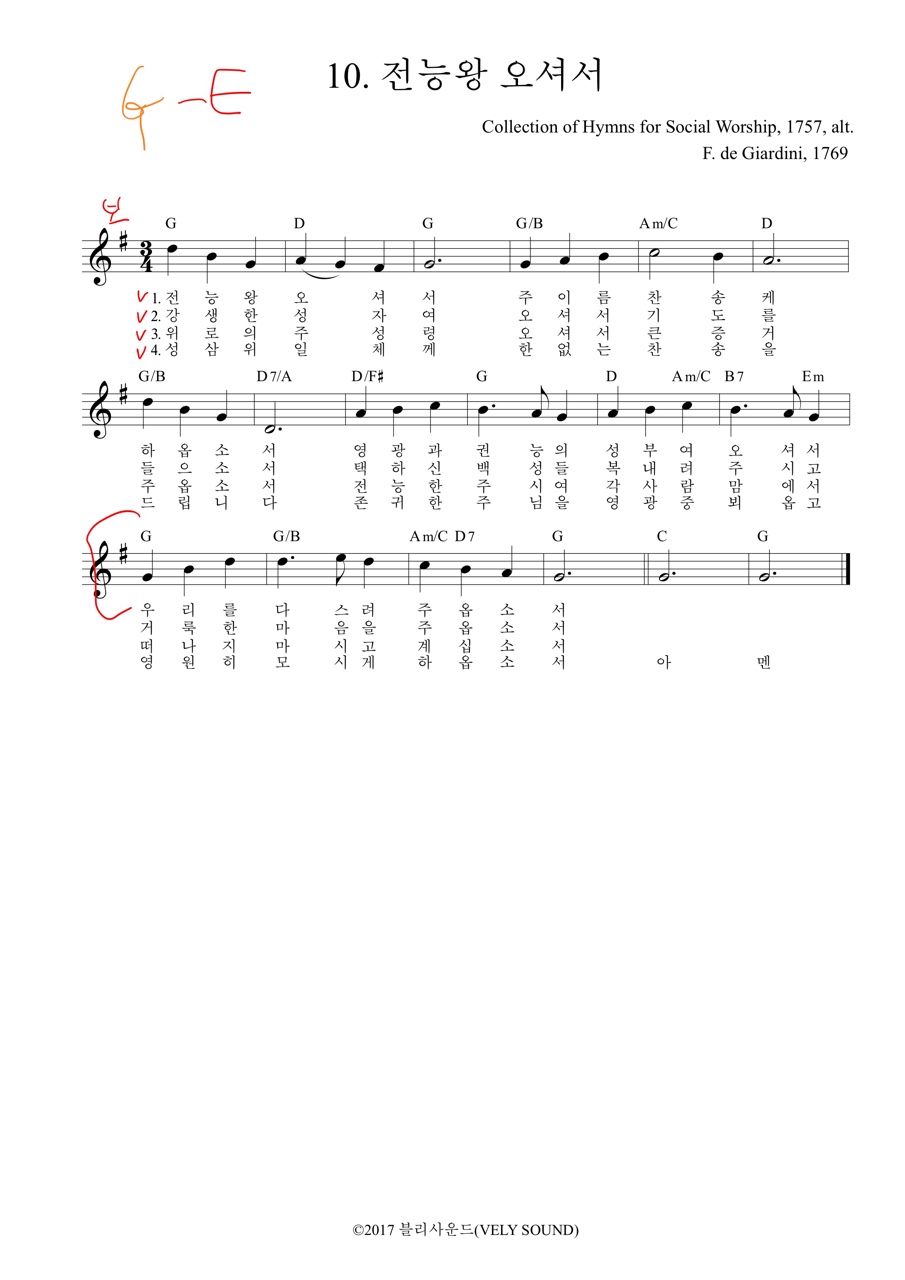 10. 전능왕 오셔서
G - E
Collection of Hymns for Social Worship, 1757, alt.
F. de Giardini, 1769
G D G G/B Am/C D
1. 전 능 왕 오 셔 서 주 이 름 찬 송 케
2. 강 생 한 성 자 여 오 셔 서 기 도 를
3. 위 로 의 주 성 령 오 셔 서 큰 증 거
4. 성 삼 위 일 체 께 한 없 는 찬 송 을
G/B D7/A D/F# G D Am/C B7 Em
하 옵 소 서 영 광 과 권 능 의 성 부 여 오 셔 서
들 으 소 서 택 하 신 백 성 들 복 내 려 주 시 고
주 옵 소 서 전 능 한 주 시 여 각 사 람 맘 에 서
드 립 니 다 존 귀 한 주 님 을 영 광 중 뵈 옵 고
G G/B Am/C D7 G C G
우 리 를 다 스 려 주 옵 소 서
거 룩 한 마 음 을 주 옵 소 서
떠 나 지 마 시 고 계 십 소 서
영 원 히 모 시 게 하 옵 소 서 아 멘
©2017 블리사운드(VELY SOUND)